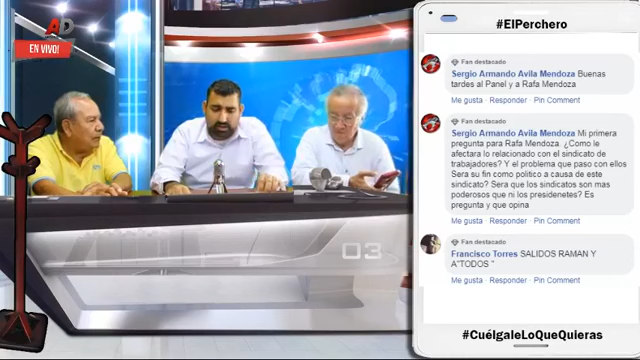 AD
EN VIVO!
03
#ElPerchero
Fan destacado
Sergio Armando Avila Mendoza Buenas
tardes al Panel y a Rafa Mendoza
Me gusta · Responder · Pin Comment
Fan destacado
Sergio Armando Avila Mendoza Mi primera
pregunta para Rafa Mendoza. ¿Como le
afectara lo relacionado con el sindicato de
trabajadores? Y el problema que paso con ellos
Sera su fin como politico a causa de este
sindicato? Sera que los sindicatos son mas
poderosos que ni los presidenetes? Es
pregunta y que opina
Me gusta · Responder · Pin Comment
Fan destacado
Francisco Torres SALIDOS RAMAN Y
A"TODOS "
Me gusta · Responder · Pin Comment
#CuélgaleLoQueQuieras